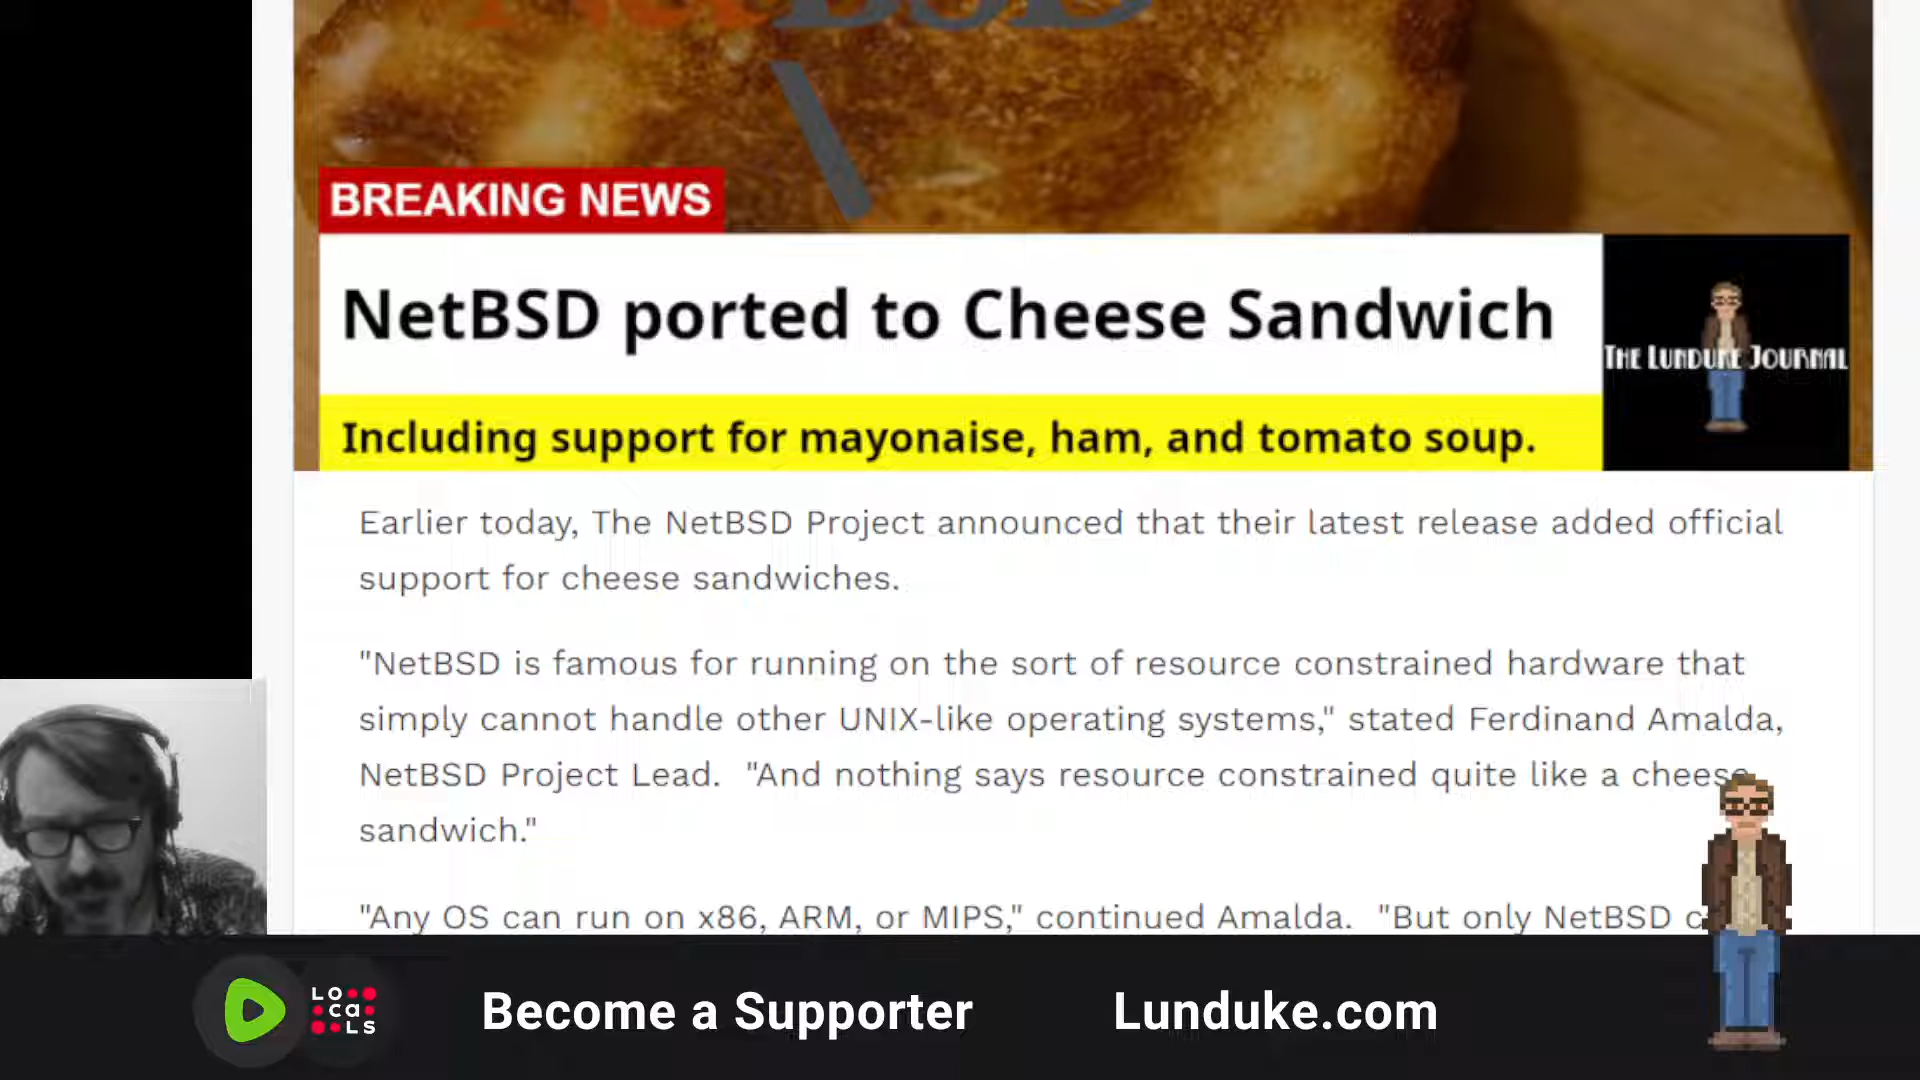 NetBSD
BREAKING NEWS
NetBSD ported to Cheese Sandwich
THE LUNDUKE JOURNAL
Including support for mayonaise, ham, and tomato soup.
Earlier today, The NetBSD Project announced that their latest release added official
support for cheese sandwiches.
"NetBSD is famous for running on the sort of resource constrained hardware that
simply cannot handle other UNIX-like operating systems," stated Ferdinand Amalda,
NetBSD Project Lead.  "And nothing says resource constrained quite like a cheese
sandwich."
"Any OS can run on x86, ARM, or MIPS," continued Amalda.  "But only NetBSD
LOcaLS
Become a Supporter
Lunduke.com